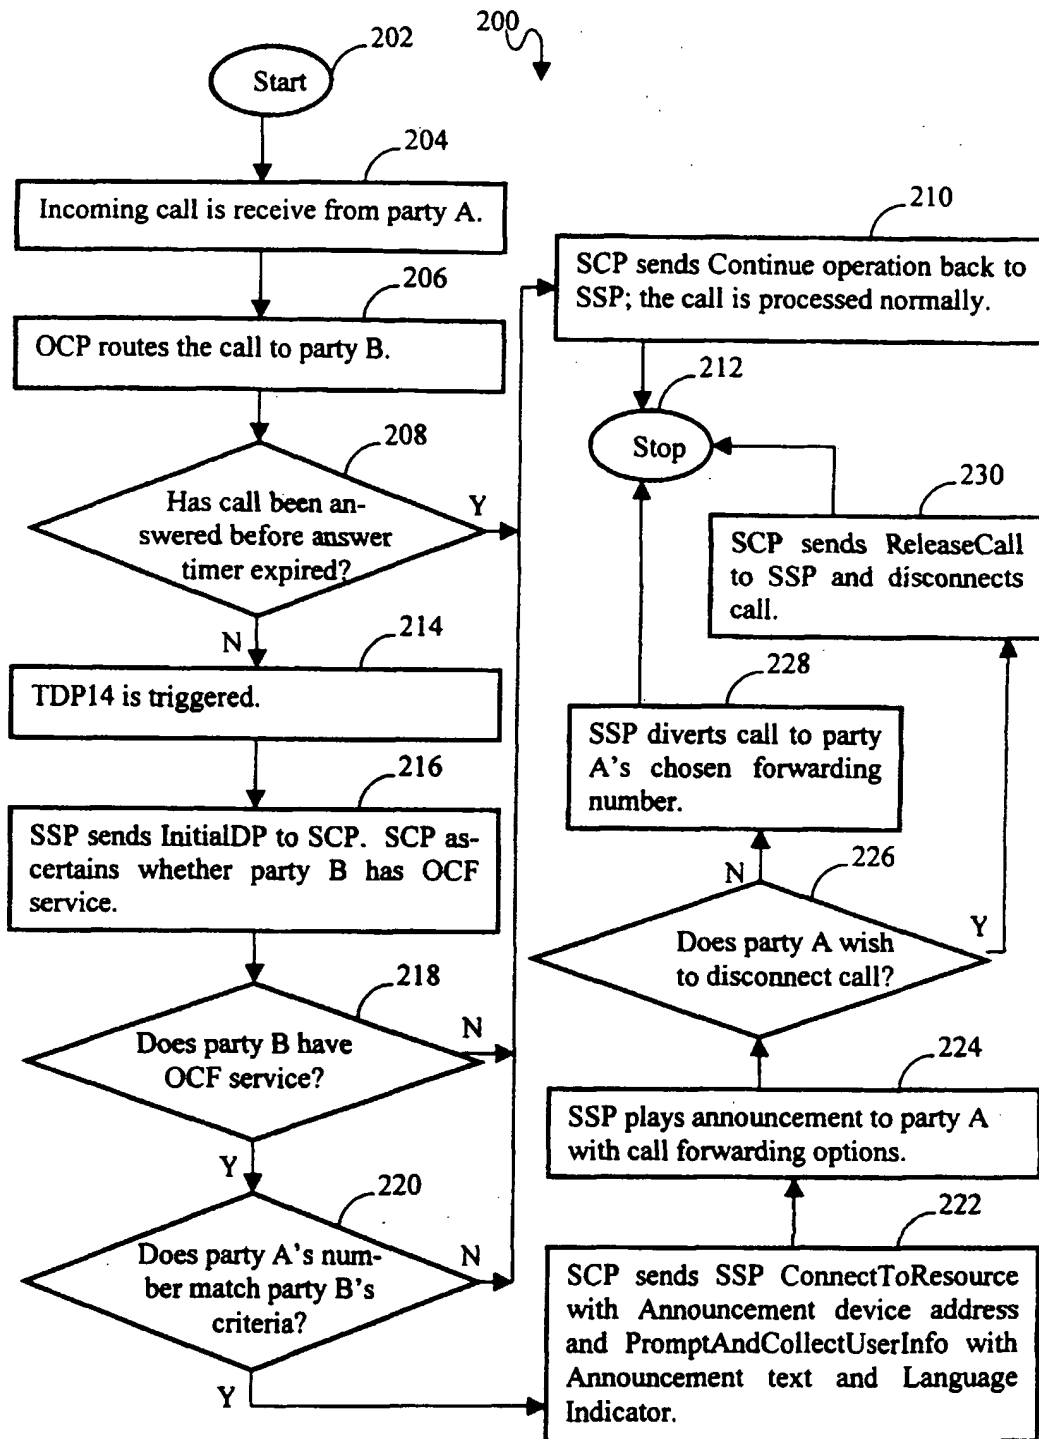 200
202
Start
204
Incoming call is receive from party A.
206
OCP routes the call to party B.
208
Has call been an-
swered before answer
timer expired?
Y
N
214
TDP14 is triggered.
216
SSP sends InitialDP to SCP. SCP as-
certains whether party B has OCF
service.
218
Does party B have
OCF service?
N
Y
220
Does party A's num-
ber match party B's
criteria?
N
Y
210
SCP sends Continue operation back to
SSP; the call is processed normally.
212
Stop
230
SCP sends ReleaseCall
to SSP and disconnects
call.
228
SSP diverts call to party
A's chosen forwarding
number.
226
N
Does party A wish
to disconnect call?
Y
224
SSP plays announcement to party A
with call forwarding options.
222
SCP sends SSP ConnectToResource
with Announcement device address
and PromptAndCollectUserInfo with
Announcement text and Language
Indicator.